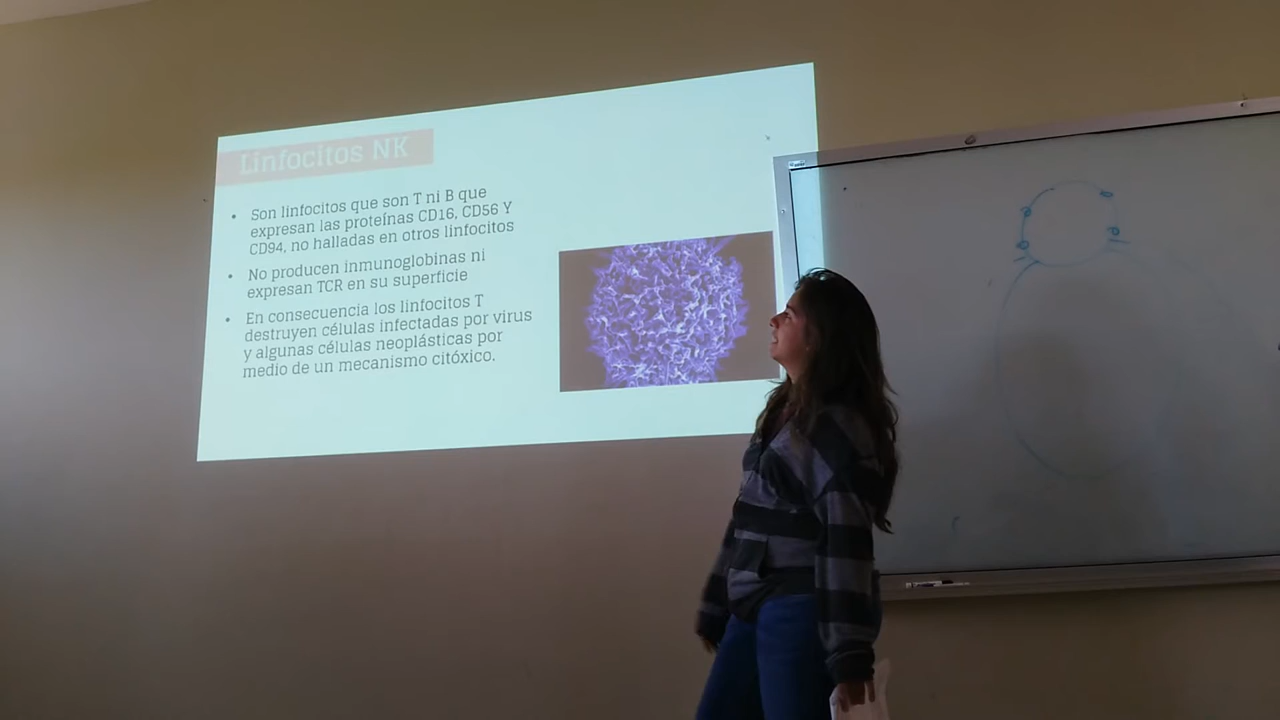 Linfocitos NK
• Son linfocitos que son T ni B que
expresan las proteínas CD16, CD56 Y
CD94, no halladas en otros linfocitos
• No producen inmunoglobinas ni
expresan TCR en su superficie
• En consecuencia los linfocitos T
destruyen células infectadas por virus
y algunas células neoplásticas por
medio de un mecanismo citóxico.